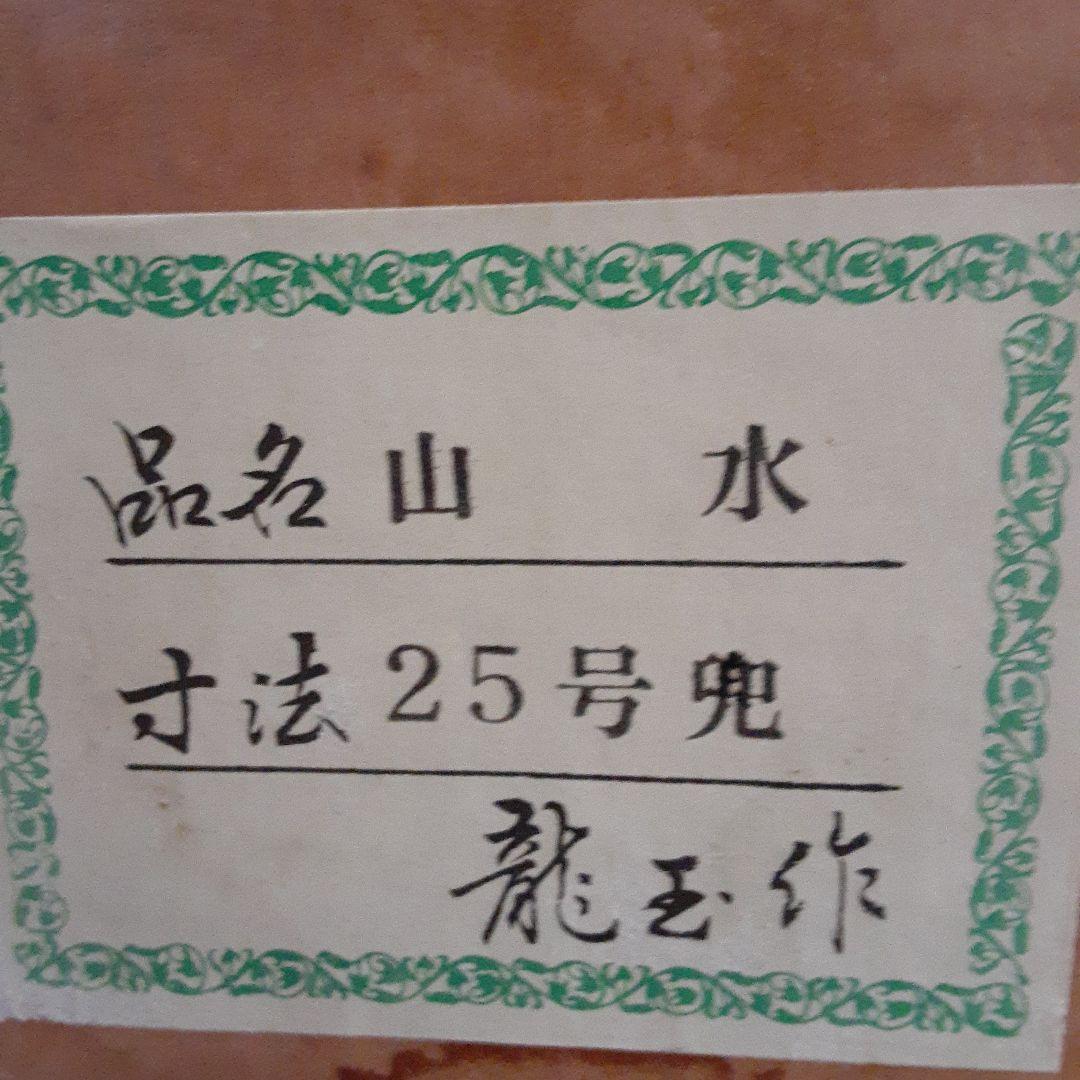 品名 山 水
寸法 25号兜
龍玉作